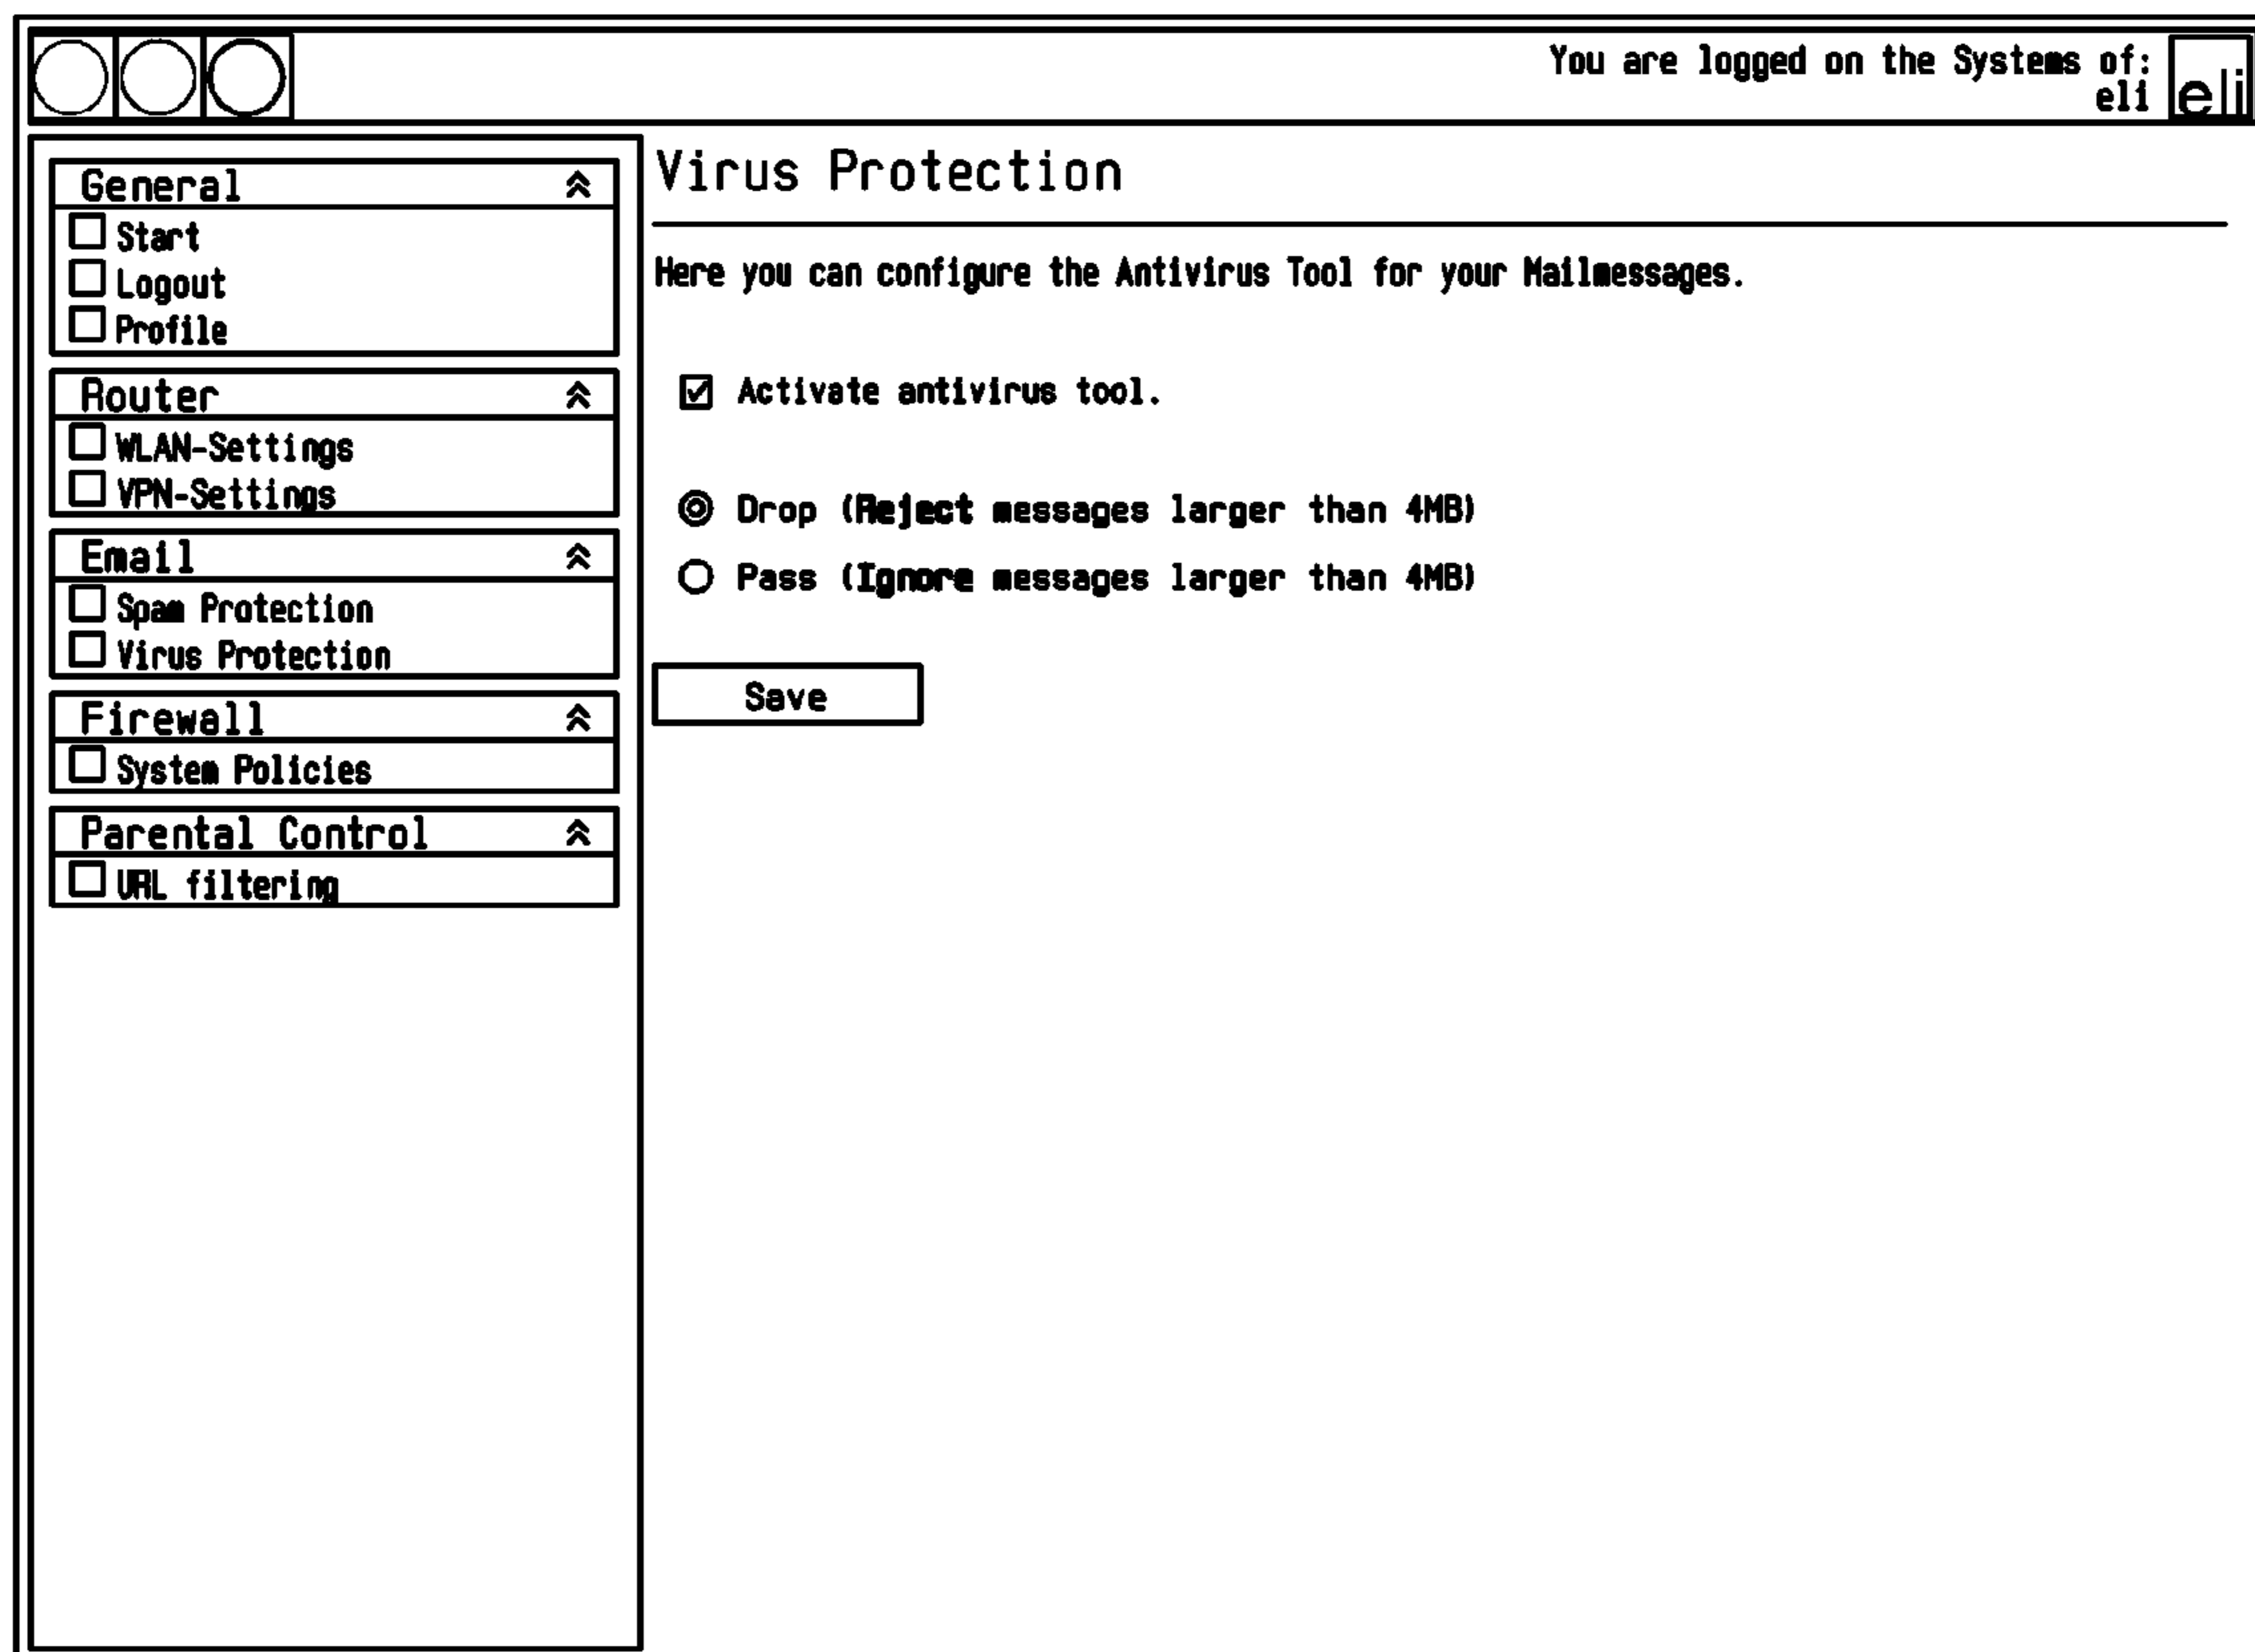 You are logged on the Systems of:
eli
eli
General
Start
Logout
Profile
Router
WLAN-Settings
VPN-Settings
Email
Spam Protection
Virus Protection
Firewall
System Policies
Parental Control
URL filtering
Virus Protection
Here you can configure the Antivirus Tool for your Mailmessages.
Activate antivirus tool.
Drop (Reject messages larger than 4MB)
Pass (Ignore messages larger than 4MB)
Save